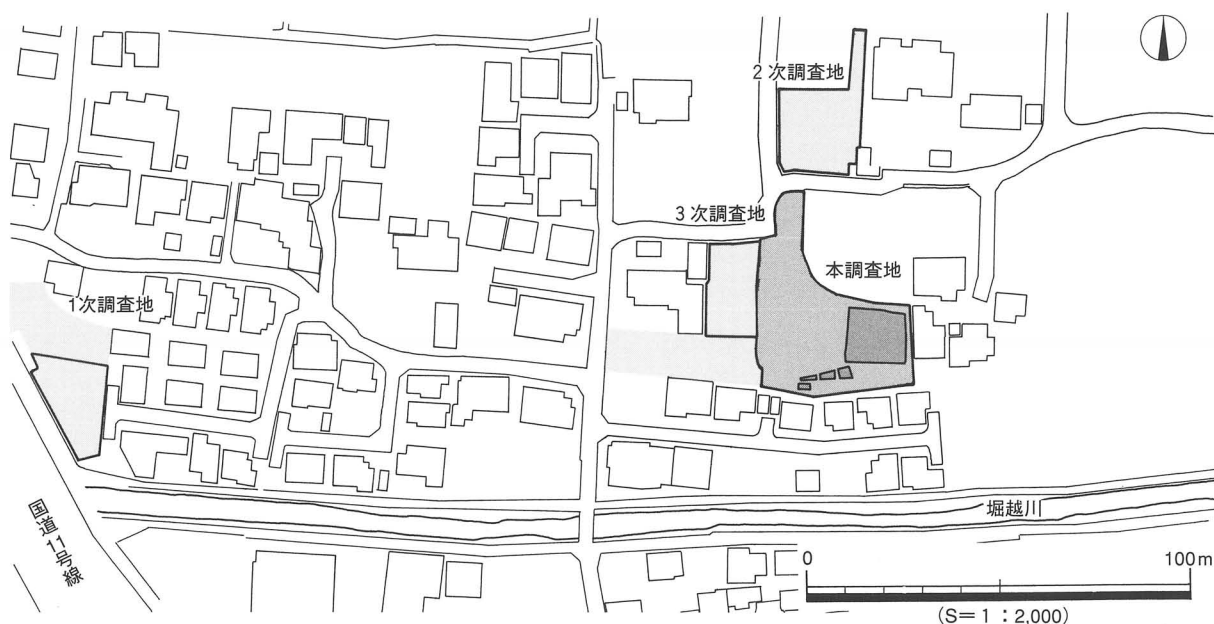 2次調査地
3次調査地
本調査地
1次調査地
国道11号線
堀越川
0 100m
(S=1:2,000)